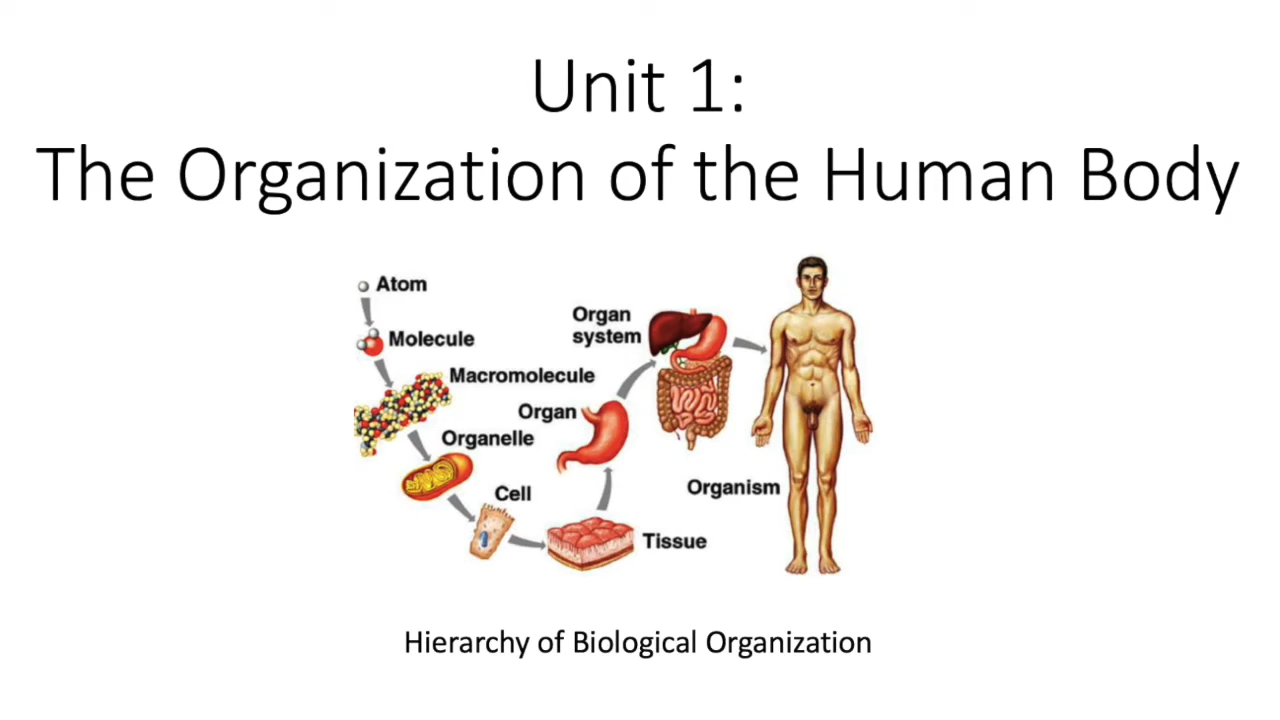 Unit 1:
The Organization of the Human Body
Atom
Molecule
Macromolecule
Organelle
Cell
Tissue
Organ
Organ
system
Organism
Hierarchy of Biological Organization